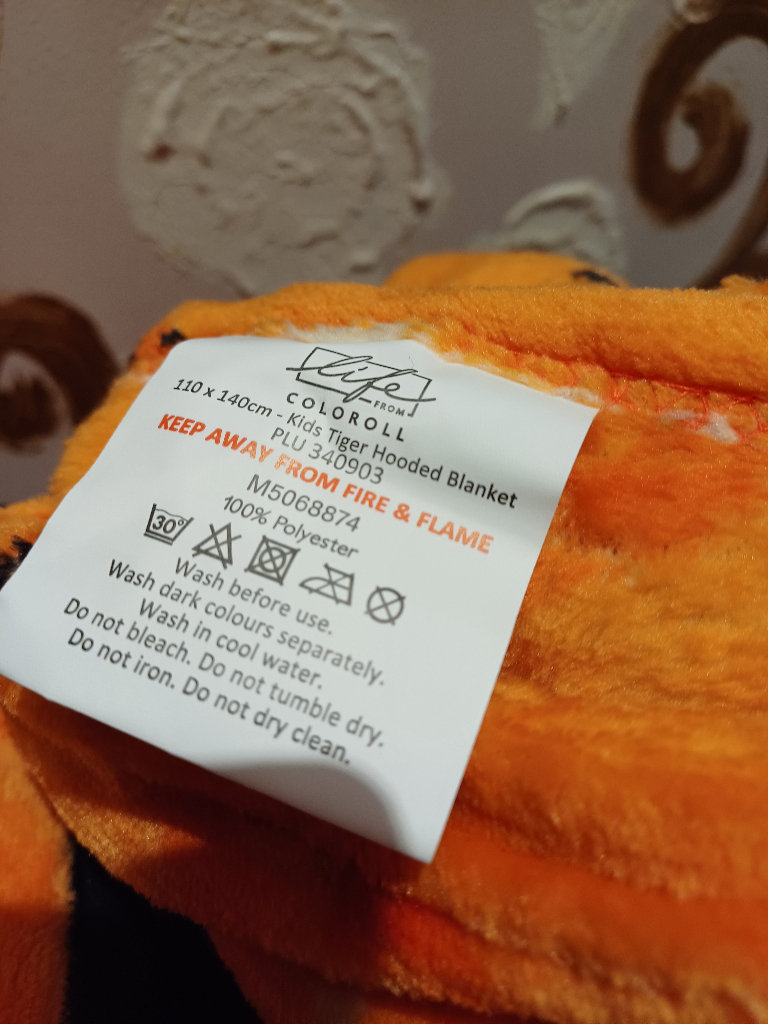 life
FROM
COLOROLL
110 x 140cm - Kids Tiger Hooded Blanket
PLU 340903
KEEP AWAY FROM FIRE & FLAME
M5068874
100% Polyester
30°
Wash before use.
Wash dark colours separately.
Wash in cool water.
Do not bleach. Do not tumble dry.
Do not iron. Do not dry clean.